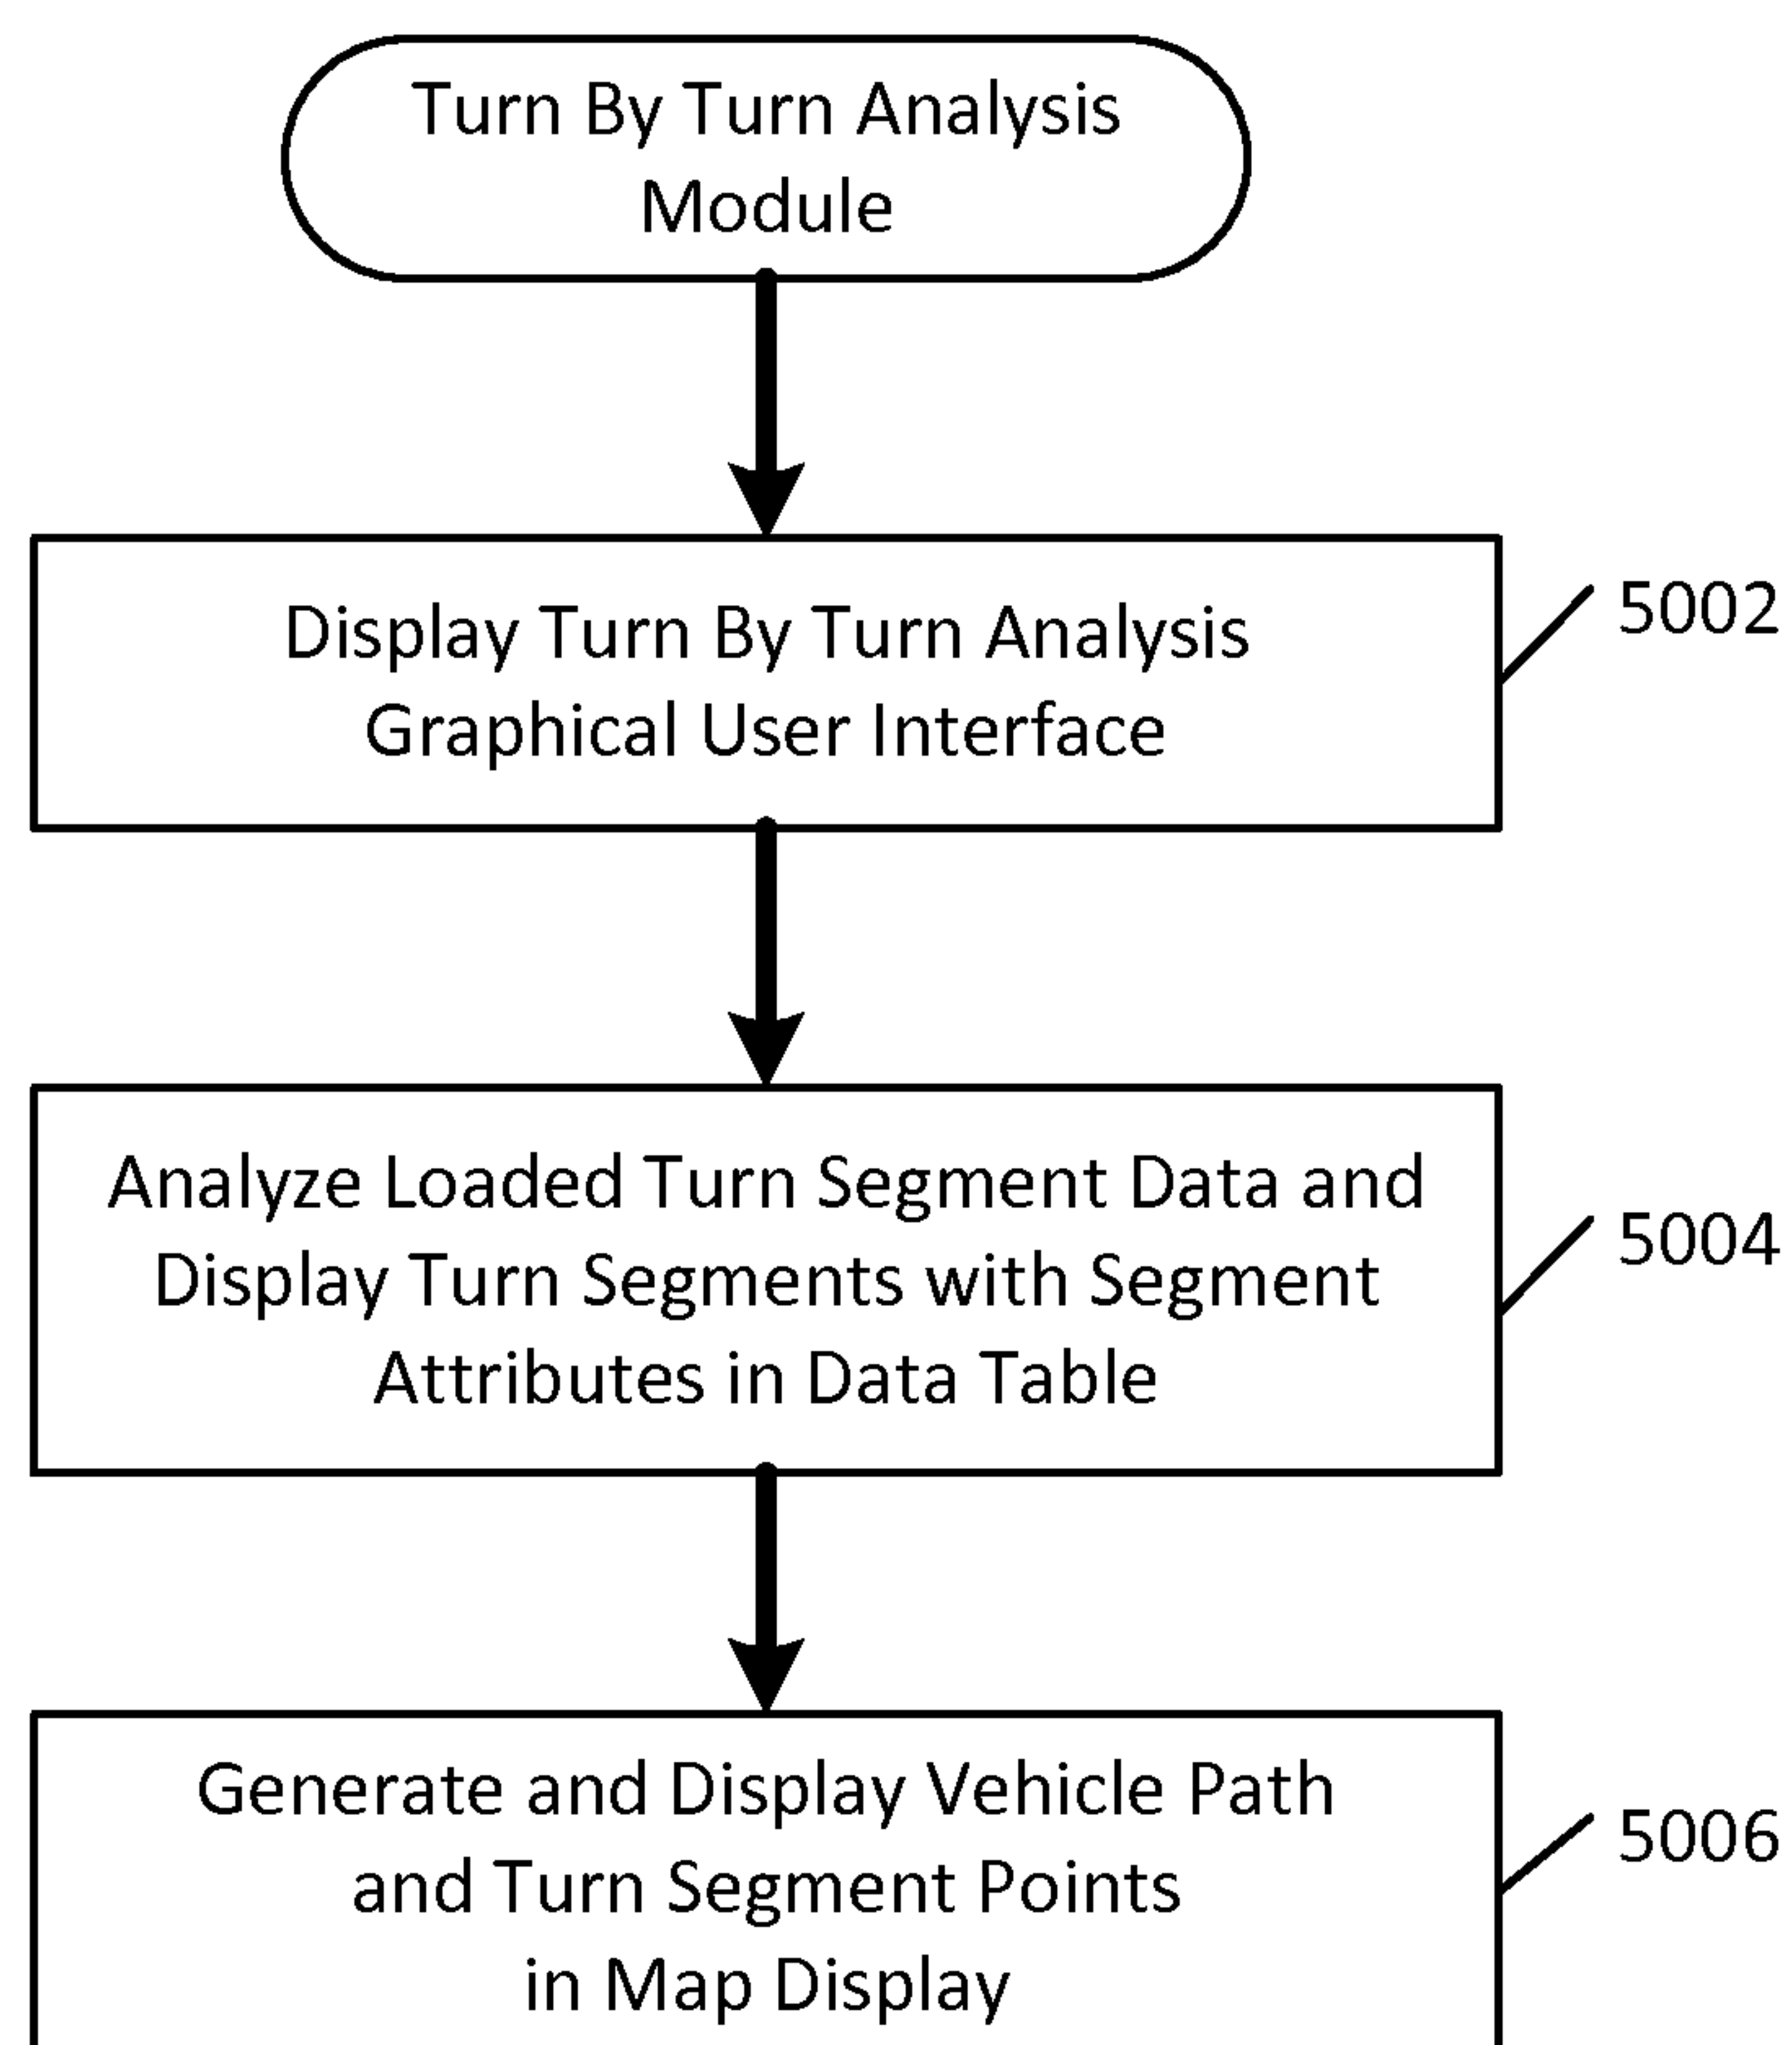 Turn By Turn Analysis
Module
Display Turn By Turn Analysis
Graphical User Interface
5002
Analyze Loaded Turn Segment Data and
Display Turn Segments with Segment
Attributes in Data Table
5004
Generate and Display Vehicle Path
and Turn Segment Points
in Map Display
5006